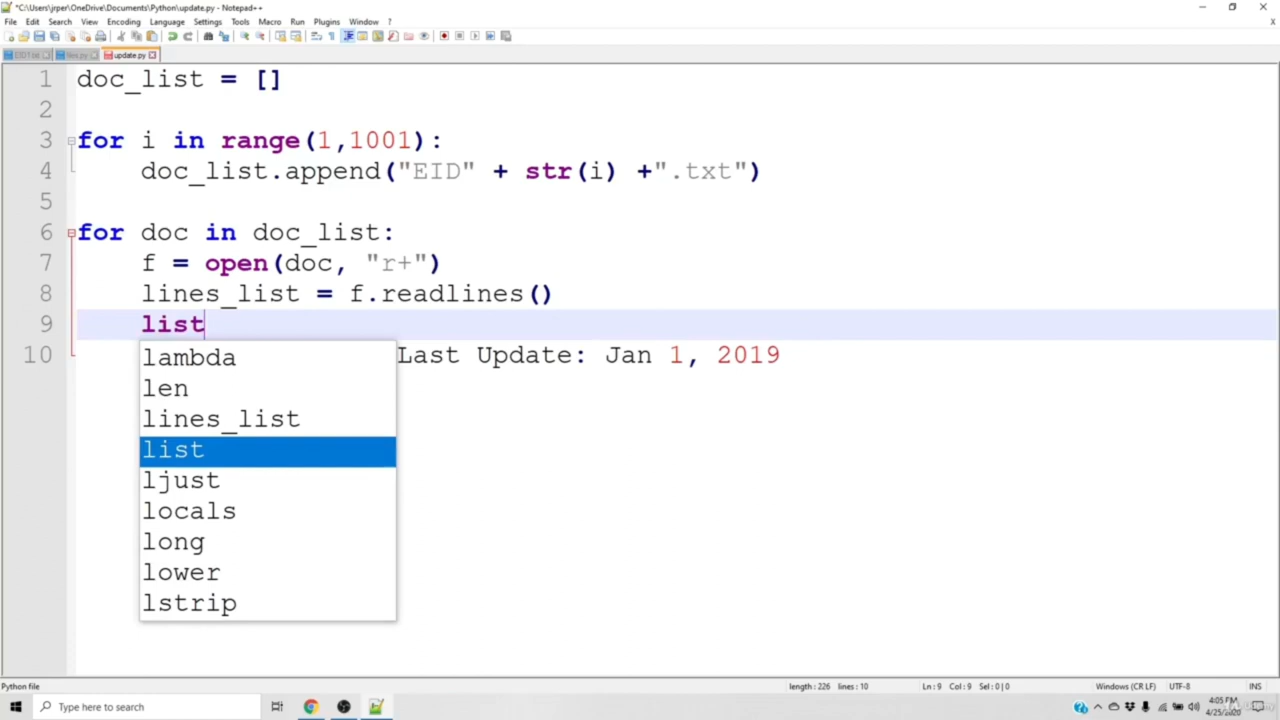 *C:\Users\jrper\OneDrive\Documents\Python\update.py - Notepad++
File Edit Search View Encoding Language Settings Tools Macro Run Plugins Window ?
X
update.py
1 doc_list = []
2
3 for i in range(1,1001):
4 doc_list.append("EID" + str(i) +".txt")
5
6 for doc in doc_list:
7 f = open(doc, "r+")
8 lines_list = f.readlines()
9 list
10 Last Update: Jan 1, 2019
lambda
len
lines_list
list
ljust
locals
long
lower
lstrip
Python file length : 226 lines : 10 Ln : 9 Col : 9 Sel : 0 | 0 Windows (CR LF) UTF-8 INS
Type here to search
4:05 PM
4/25/2020